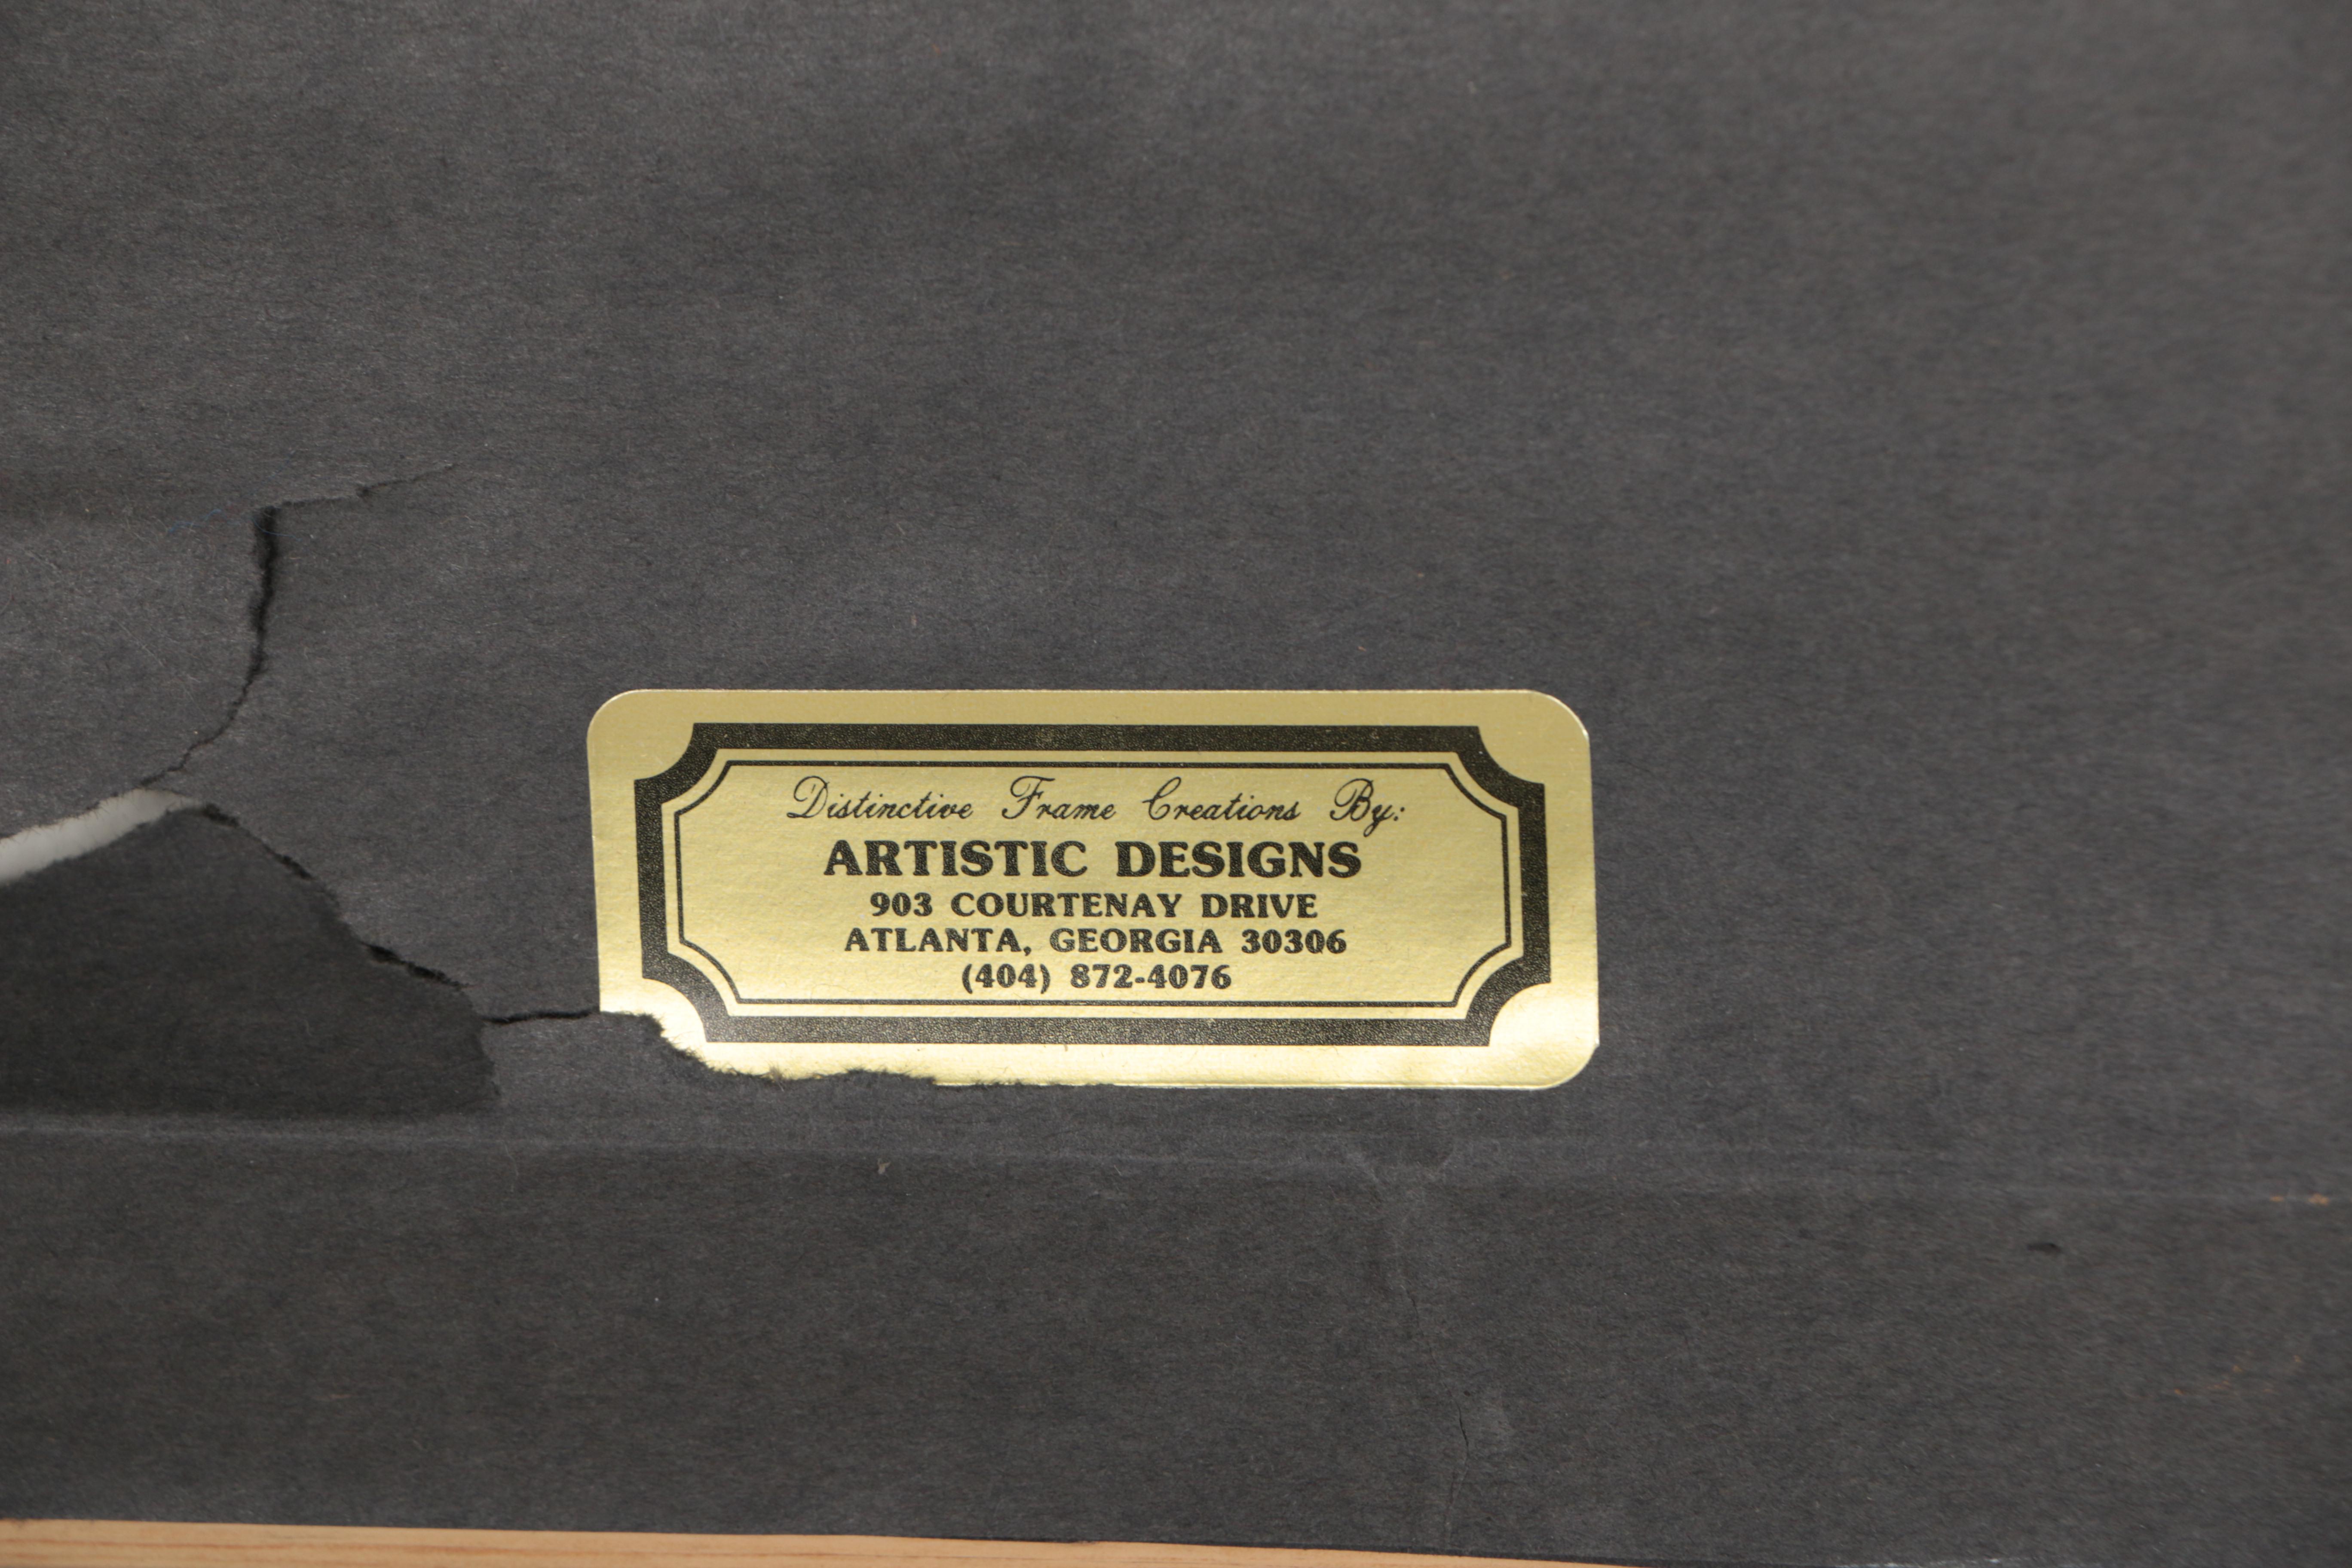 Distinctive Frame Creations By:
ARTISTIC DESIGNS
903 COURTENAY DRIVE
ATLANTA, GEORGIA 30306
(404) 872-4076